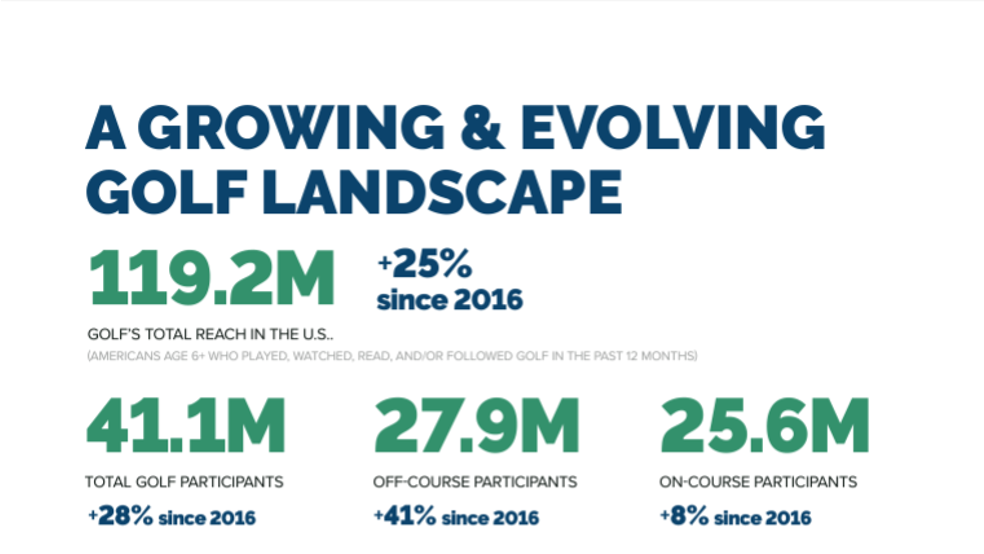 A GROWING & EVOLVING
GOLF LANDSCAPE
119.2M
+25%
since 2016
GOLF'S TOTAL REACH IN THE U.S..
(AMERICANS AGE 6+ WHO PLAYED, WATCHED, READ, AND/OR FOLLOWED GOLF IN THE PAST 12 MONTHS)
41.1M
TOTAL GOLF PARTICIPANTS
+28% since 2016
27.9M
OFF-COURSE PARTICIPANTS
+41% since 2016
25.6M
ON-COURSE PARTICIPANTS
+8% since 2016